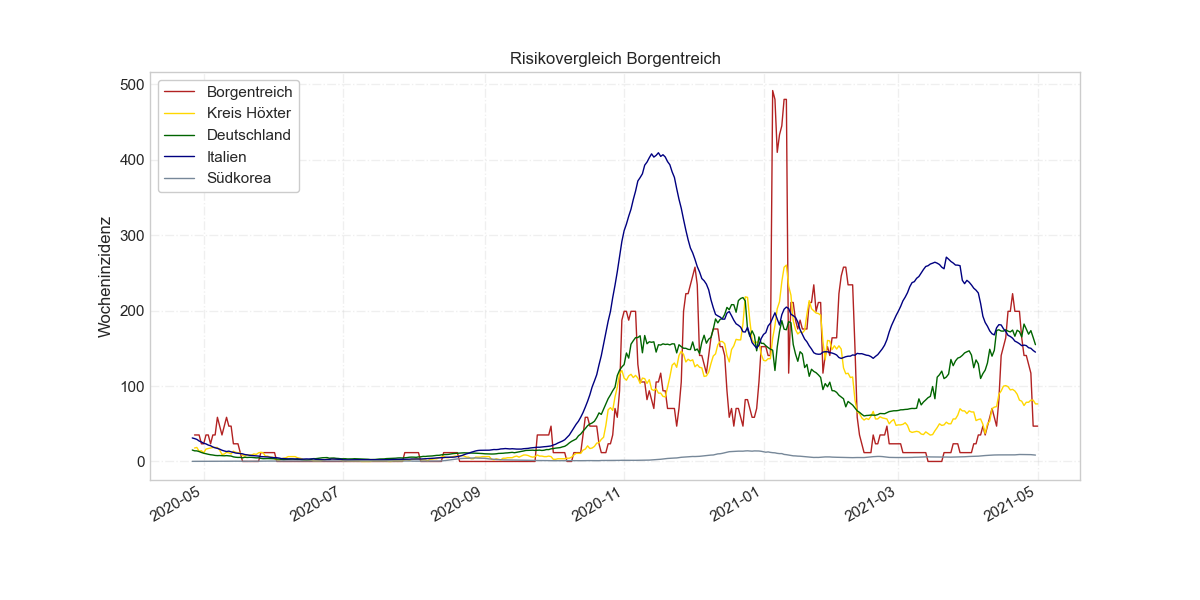 Risikovergleich Borgentreich
Wocheninzidenz
500
400
300
200
100
0
Borgentreich
Kreis Höxter
Deutschland
Italien
Südkorea
2020-05
2020-07
2020-09
2020-11
2021-01
2021-03
2021-05